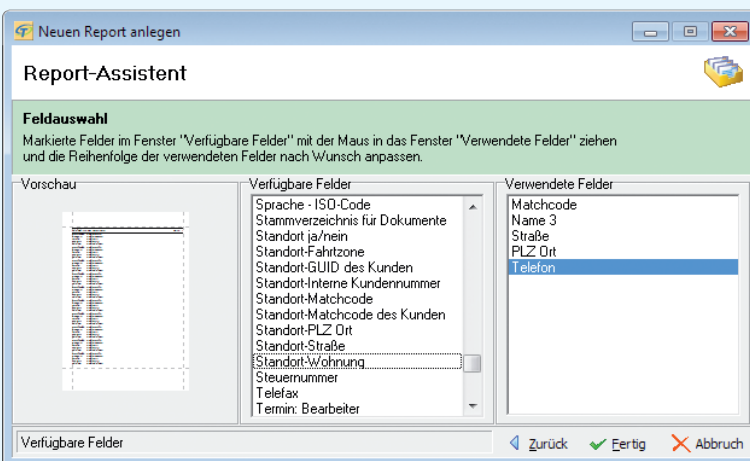 Neuen Report anlegen
Report-Assistent
Feldauswahl
Markierte Felder im Fenster "Verfügbare Felder" mit der Maus in das Fenster "Verwendete Felder" ziehen
und die Reihenfolge der verwendeten Felder nach Wunsch anpassen.
Vorschau
Verfügbare Felder
Sprache - ISO-Code
Stammverzeichnis für Dokumente
Standort ja/nein
Standort-Fahrtzone
Standort-GUID des Kunden
Standort-Interne Kundennummer
Standort-Matchcode
Standort-Matchcode des Kunden
Standort-PLZ Ort
Standort-Straße
Standort-Wohnung
Steuernummer
Telefax
Termin: Bearbeiter
Verwendete Felder
Matchcode
Name 3
Straße
PLZ Ort
Telefon
Verfügbare Felder
Zurück
Fertig
Abbruch